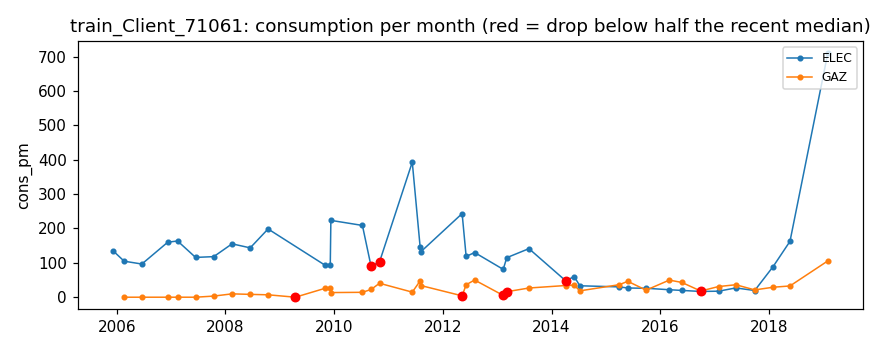 train_Client_71061: consumption per month (red = drop below half the recent median)
cons_pm
700
600
500
400
300
200
100
0
ELEC
GAZ
2006 2008 2010 2012 2014 2016 2018